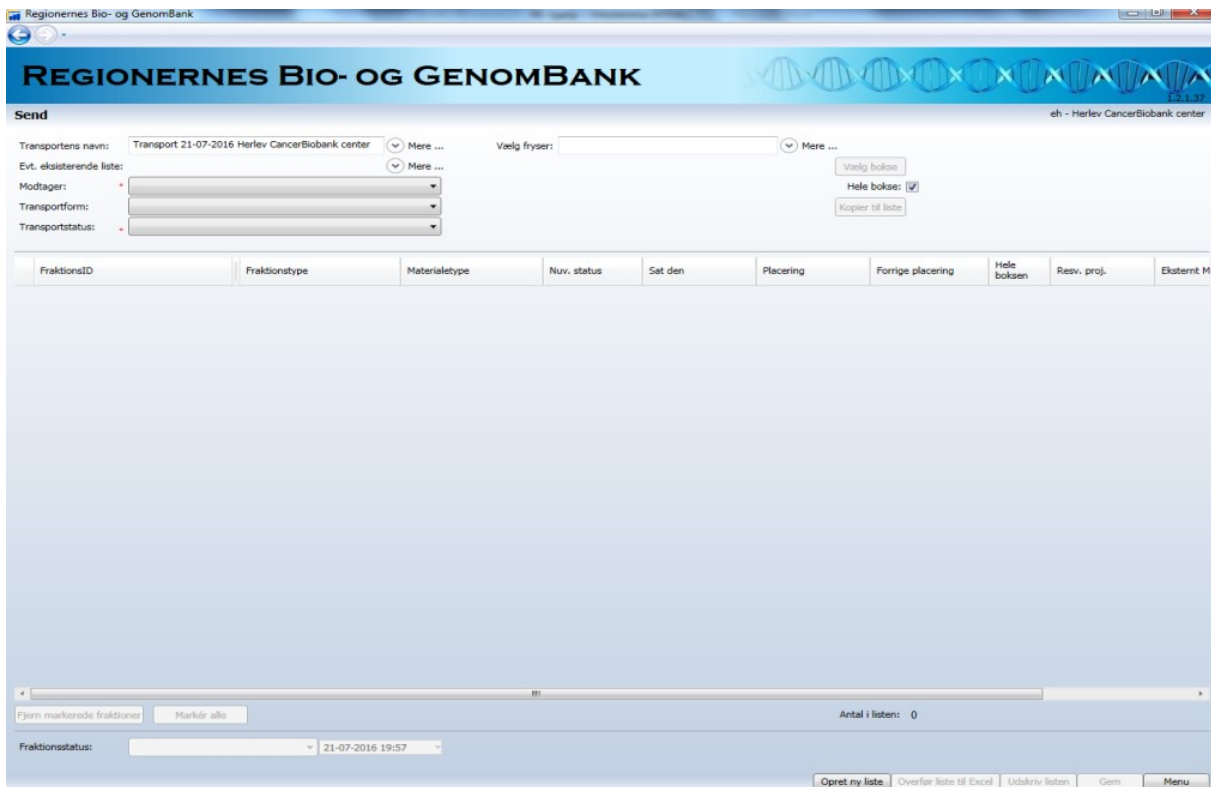 Regionernes Bio- og GenomBank
REGIONERNES BIO- OG GENOMBANK
1.2.1.37
Send
eh - Herlev CancerBiobank center
Transportens navn: Transport 21-07-2016 Herlev CancerBiobank center Mere ... Vælg fryser: Mere ...
Evt. eksisterende liste: Mere ... Vælg bokse
Modtager: * Hele bokse:
Transportform: Kopier til liste
Transportstatus: *
FraktionsID Fraktionstype Materialetype Nuv. status Sat den Placering Forrige placering Hele boksen Resv. proj. Eksternt M
Fjern markerede fraktioner Markér alle Antal i listen: 0
Fraktionsstatus: 21-07-2016 19:57
Opret ny liste Overfør liste til Excel Udskriv listen Gem Menu